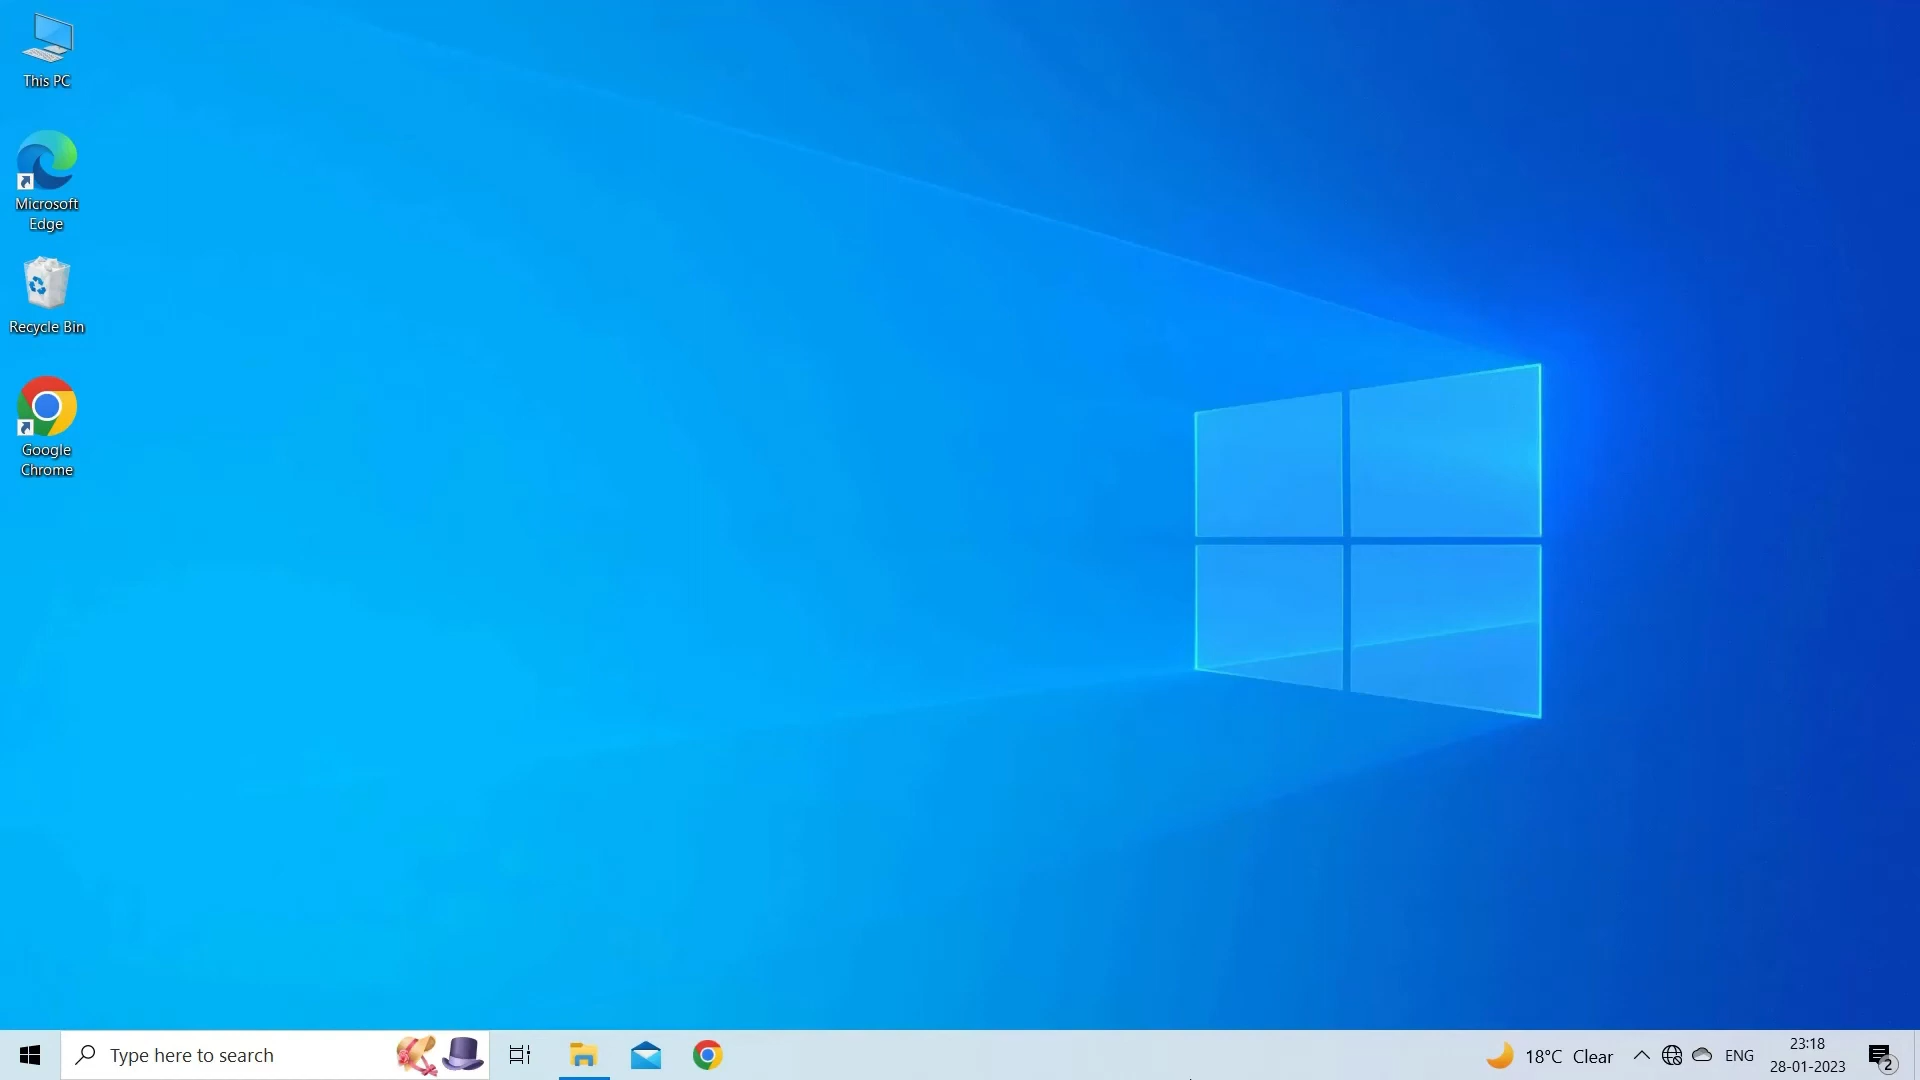 This PC
Microsoft
Edge
Recycle Bin
Google
Chrome
Type here to search
18°C Clear
ENG
23:18
28-01-2023
2